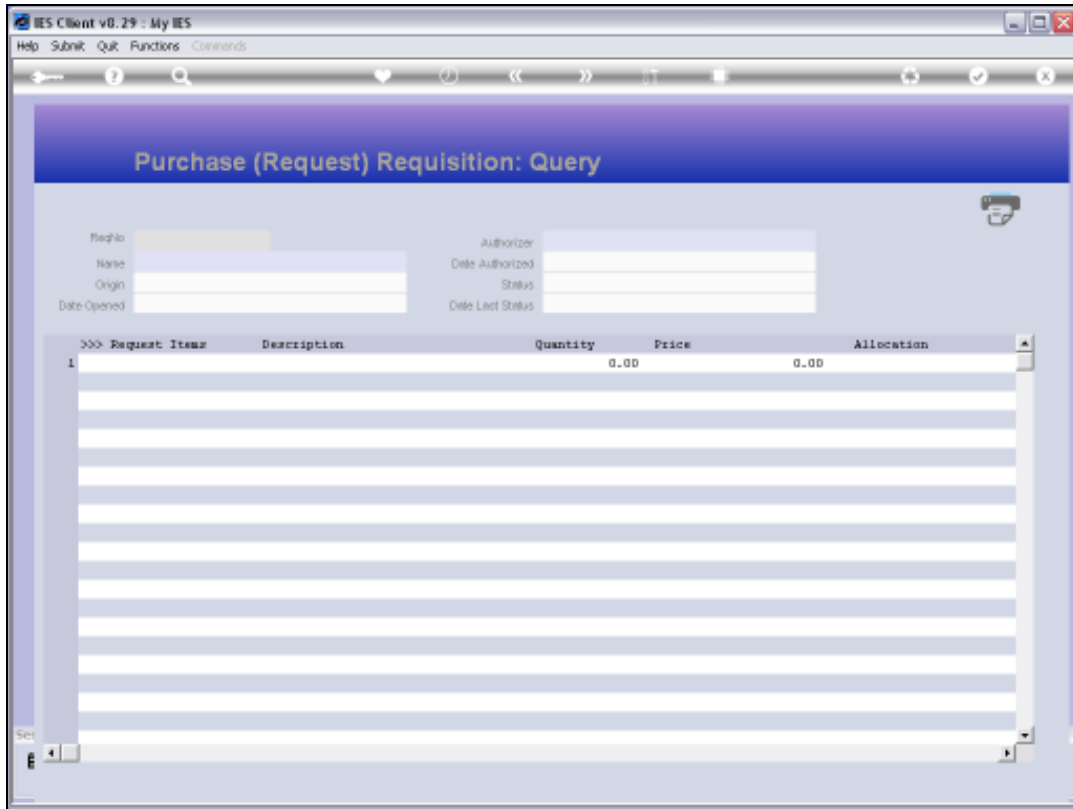 IES Client v8.29 : My IES
Help Submit Quit Functions Commands
Purchase (Request) Requisition: Query
ReqNo
Authorizer
Name
Date Authorized
Origin
Status
Date Opened
Date Last Status
>>> Request Items Description Quantity Price Allocation
1 0.00 0.00